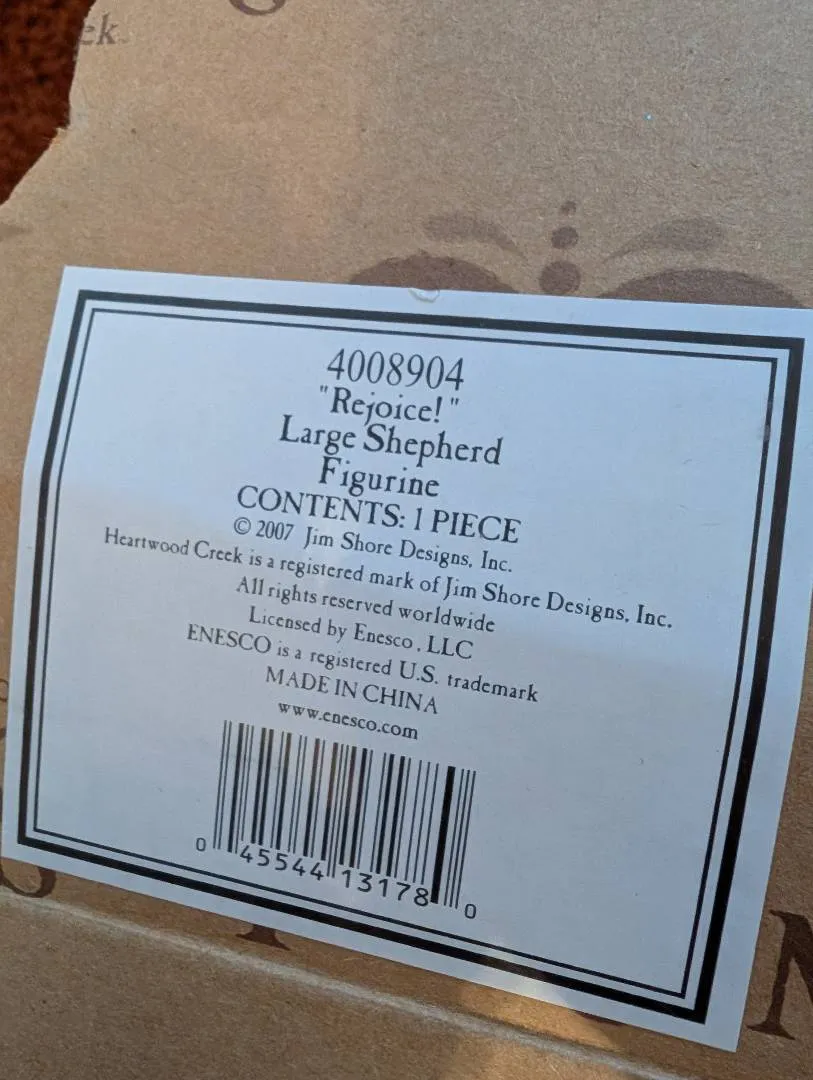 ek
4008904
"Rejoice!"
Large Shepherd
Figurine
CONTENTS: 1 PIECE
© 2007 Jim Shore Designs, Inc.
Heartwood Creek is a registered mark of Jim Shore Designs, Inc.
All rights reserved worldwide
Licensed by Enesco, LLC
ENESCO is a registered U.S. trademark
MADE IN CHINA
www.enesco.com
0 45544 13178 0